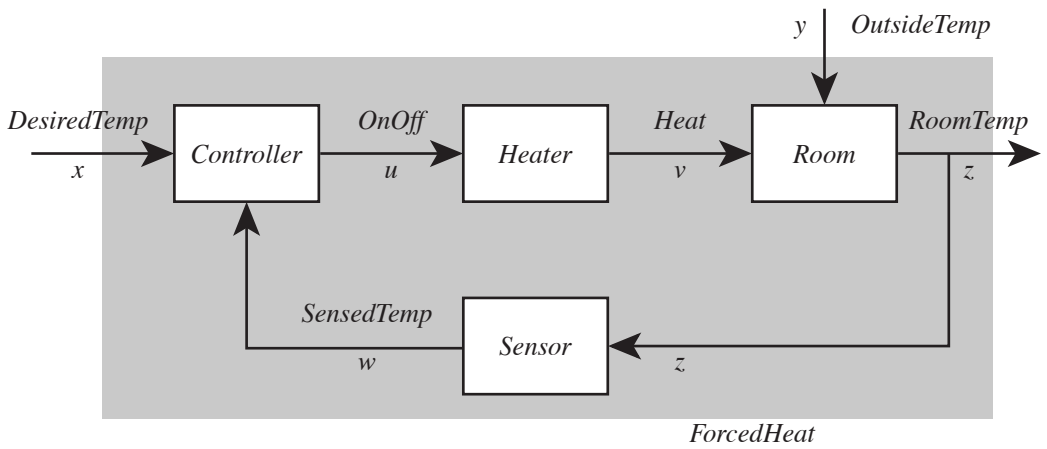 y OutsideTemp
DesiredTemp
OnOff
Heat
RoomTemp
Controller
Heater
Room
x
u
v
z
SensedTemp
Sensor
w
z
ForcedHeat